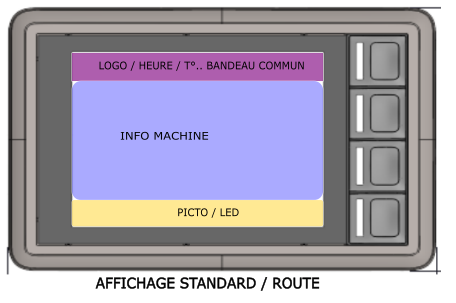 LOGO / HEURE / T°.. BANDEAU COMMUN
INFO MACHINE
PICTO / LED
AFFICHAGE STANDARD / ROUTE